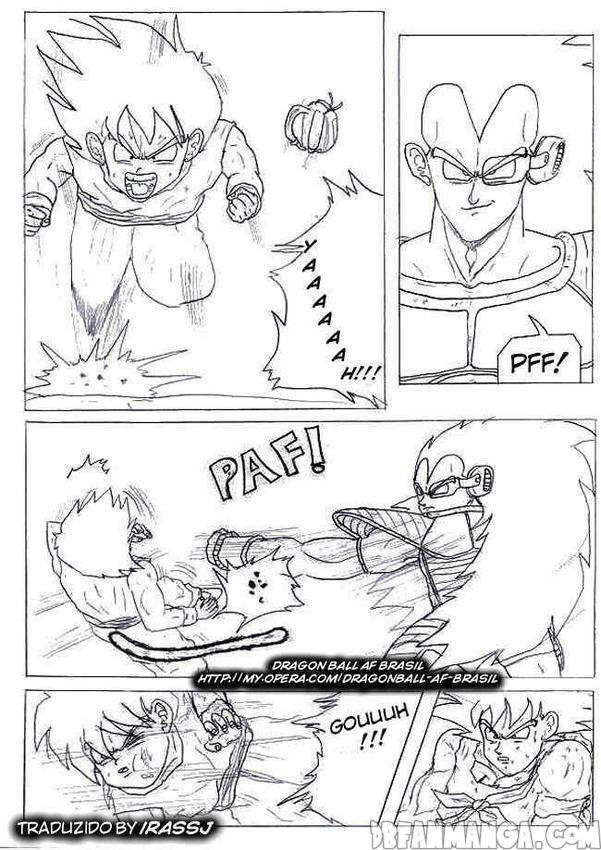 YAAAAAAAH!!!
PFF!
PAF!
DRAGON BALL AF BRASIL
HTTP://MY.OPERA.COM/DRAGONBALL-AF-BRASIL
GOUUUH
!!!
TRADUZIDO BY IRASSJ
DBFANMANGA.COM